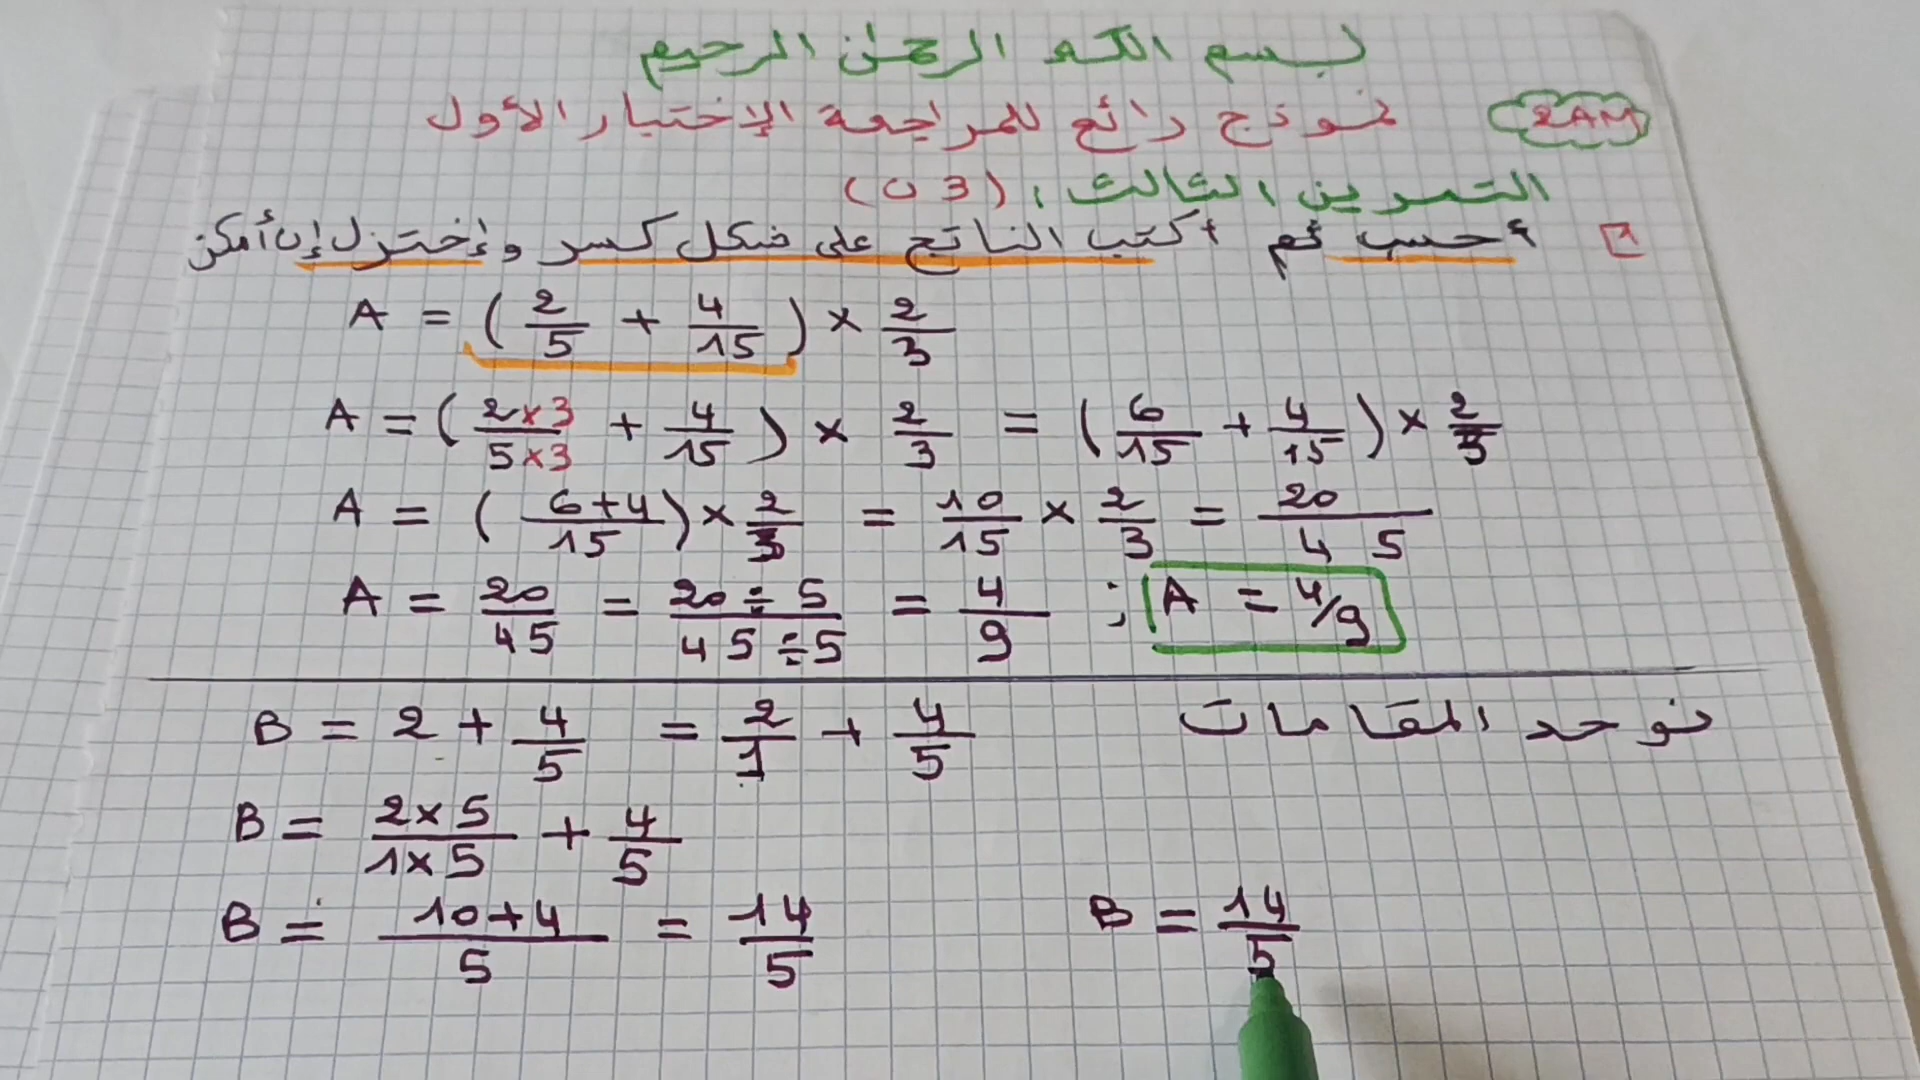 بسم الله الرحمن الرحيم
2AM نموذج رائع للمراجعة الإختبار الأول
التمرين الثالث: (3ن)
1 أحسب ثم أكتب الناتج على شكل كسر وإختزل إن أمكن
A = (2/5 + 4/15) × 2/3
A = (2×3/5×3 + 4/15) × 2/3 = (6/15 + 4/15) × 2/3
A = (6+4/15) × 2/3 = 10/15 × 2/3 = 20/45
A = 20/45 = 20÷5/45÷5 = 4/9 ; A = 4/9
B = 2 + 4/5 = 2/1 + 4/5 نوحد المقامات
B = 2×5/1×5 + 4/5
B = 10+4/5 = 14/5 B = 14/5